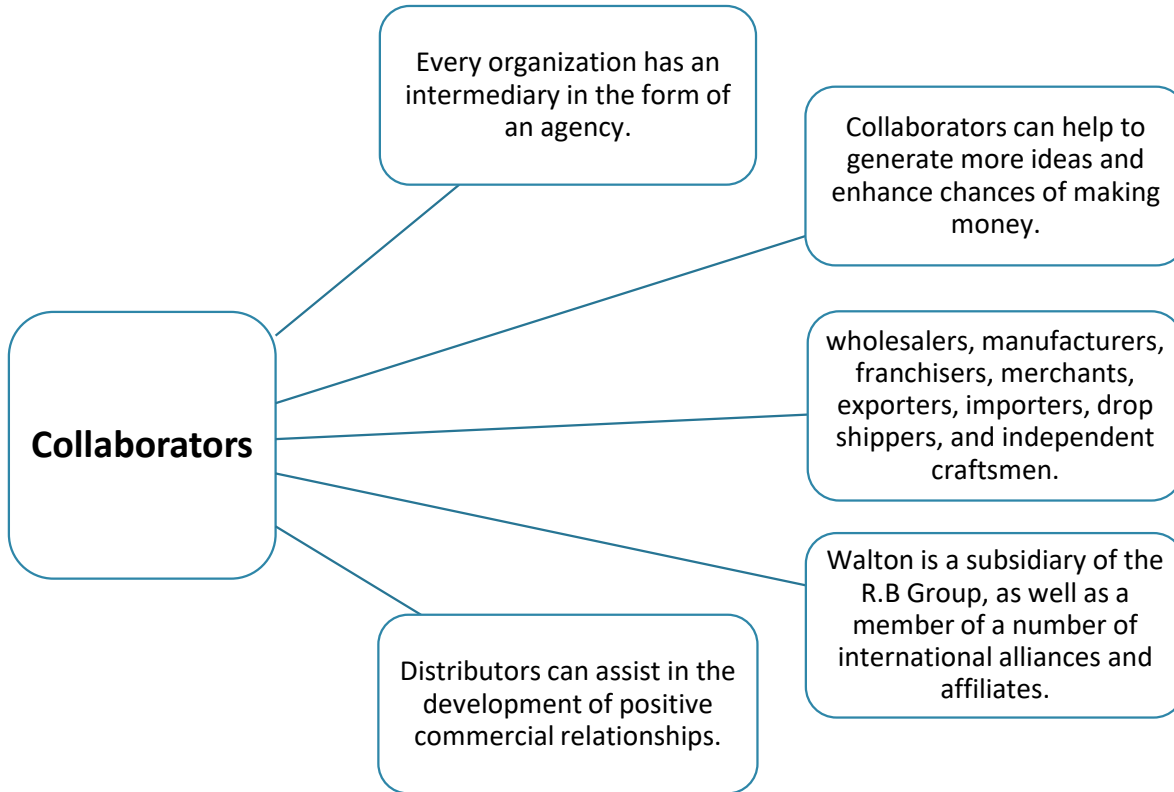 Every organization has an
intermediary in the form of
an agency.
Collaborators can help to
generate more ideas and
enhance chances of making
money.
Collaborators
wholesalers, manufacturers,
franchisers, merchants,
exporters, importers, drop
shippers, and independent
craftsmen.
Walton is a subsidiary of the
R.B Group, as well as a
member of a number of
international alliances and
affiliates.
Distributors can assist in the
development of positive
commercial relationships.